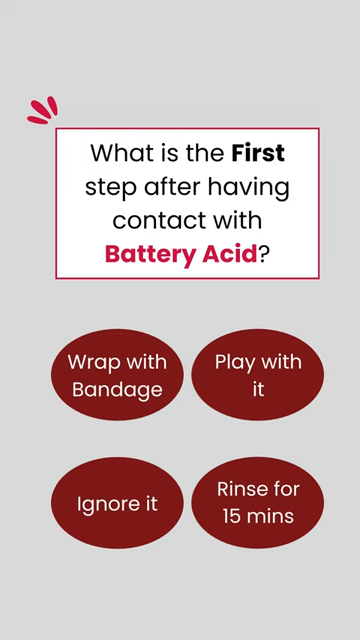 What is the First
step after having
contact with
Battery Acid?
Wrap with
Bandage
Play with
it
Ignore it
Rinse for
15 mins